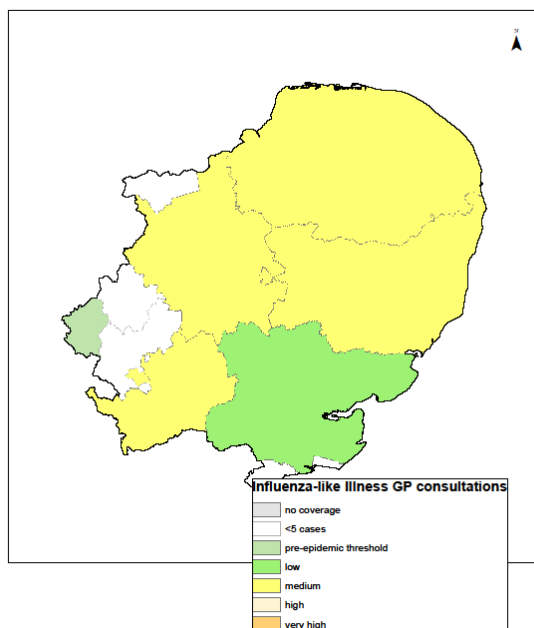 N
Influenza-like Illness GP consultations
no coverage
<5 cases
pre-epidemic threshold
low
medium
high
very high